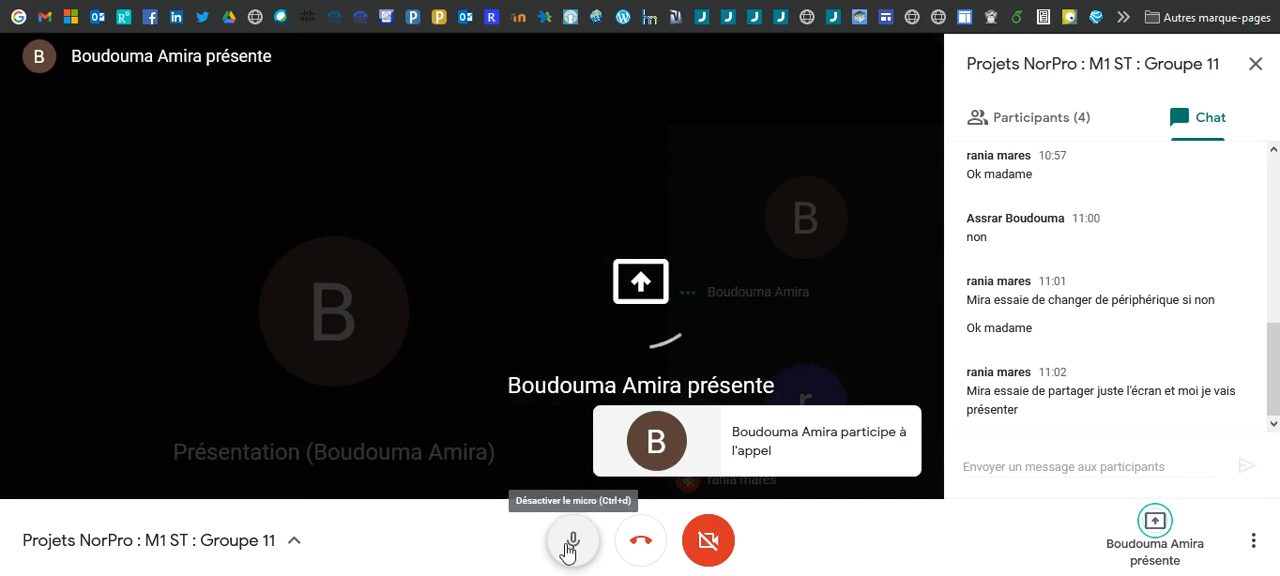 Autres marque-pages
B Boudouma Amira présente
B
Boudouma Amira
B
Boudouma Amira présente
Présentation (Boudouma Amira)
r
B
Boudouma Amira participe à
l'appel
rania mares
Désactiver le micro (Ctrl+d)
Projets NorPro : M1 ST : Groupe 11
Participants (4)
Chat
rania mares 10:57
Ok madame
Assrar Boudouma 11:00
non
rania mares 11:01
Mira essaie de changer de périphérique si non
Ok madame
rania mares 11:02
Mira essaie de partager juste l'écran et moi je vais
présenter
Envoyer un message aux participants
Projets NorPro : M1 ST : Groupe 11
Boudouma Amira
présente